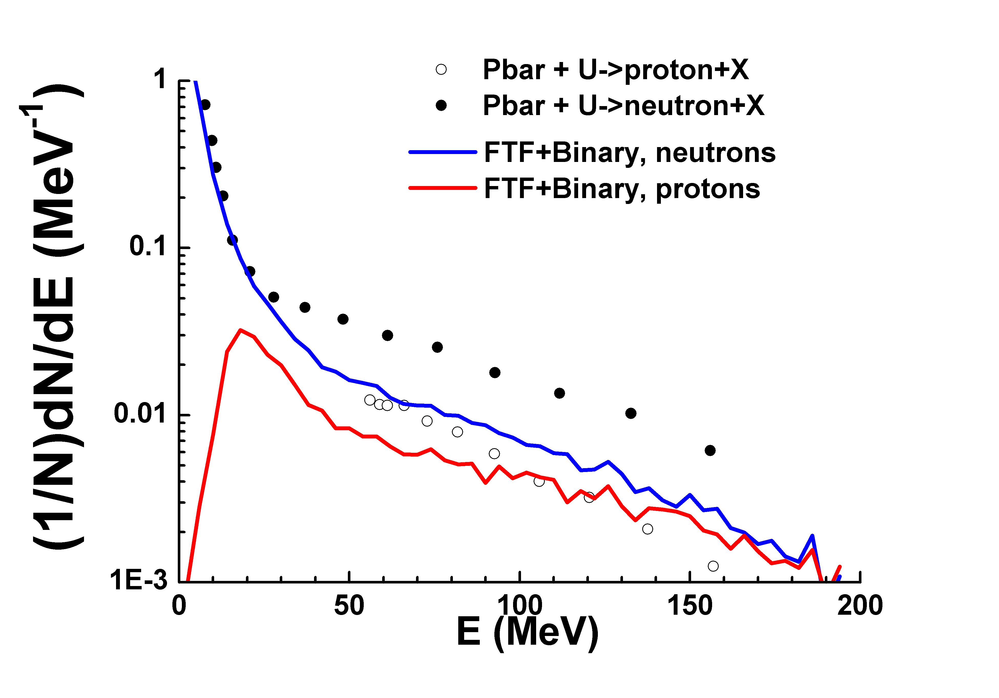 Pbar + U->proton+X
Pbar + U->neutron+X
FTF+Binary, neutrons
FTF+Binary, protons
(1/N)dN/dE (MeV-1)
1
0.1
0.01
1E-3
0 50 100 150 200
E (MeV)